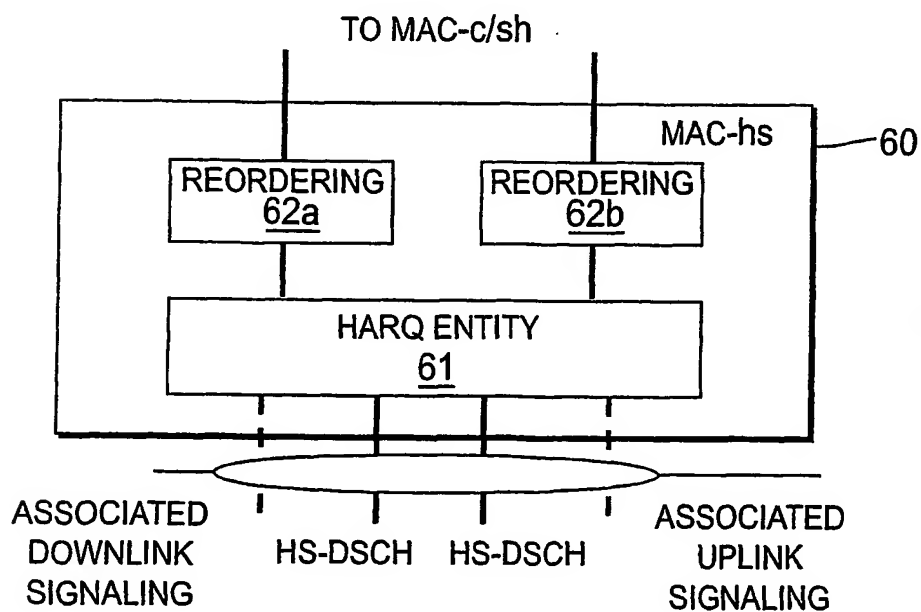 TO MAC-c/sh
MAC-hs
60
REORDERING
62a
REORDERING
62b
HARQ ENTITY
61
ASSOCIATED
DOWNLINK
SIGNALING
HS-DSCH
HS-DSCH
ASSOCIATED
UPLINK
SIGNALING